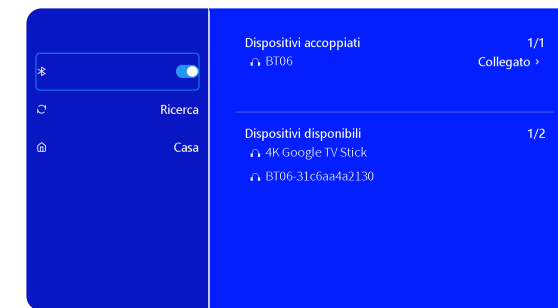 Ricerca
Casa
Dispositivi accoppiati 1/1
BT06 Collegato >
Dispositivi disponibili 1/2
4K Google TV Stick
BT06-31c6aa4a2130